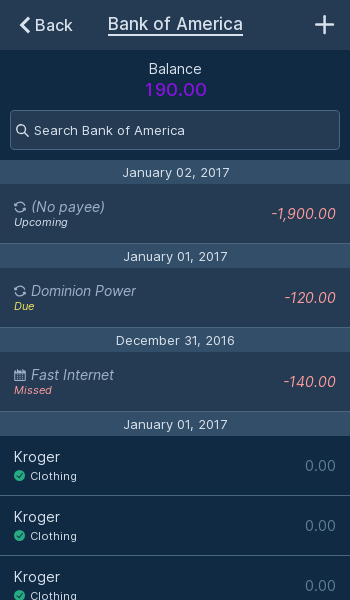 Back
Bank of America
Balance
190.00
Search Bank of America
January 02, 2017
(No payee)
Upcoming
-1,900.00
January 01, 2017
Dominion Power
Due
-120.00
December 31, 2016
Fast Internet
Missed
-140.00
January 01, 2017
Kroger
Clothing
0.00
Kroger
Clothing
0.00
Kroger
Clothing
0.00